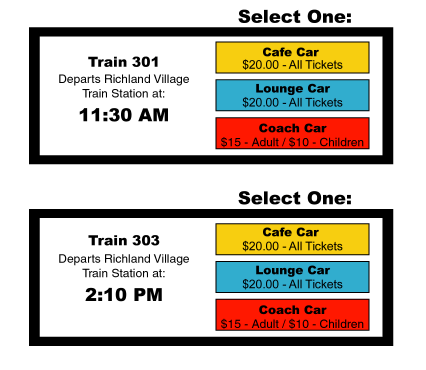 Select One:
Train 301
Departs Richland Village
Train Station at:
11:30 AM
Cafe Car
$20.00 - All Tickets
Lounge Car
$20.00 - All Tickets
Coach Car
$15 - Adult / $10 - Children
Select One:
Train 303
Departs Richland Village
Train Station at:
2:10 PM
Cafe Car
$20.00 - All Tickets
Lounge Car
$20.00 - All Tickets
Coach Car
$15 - Adult / $10 - Children